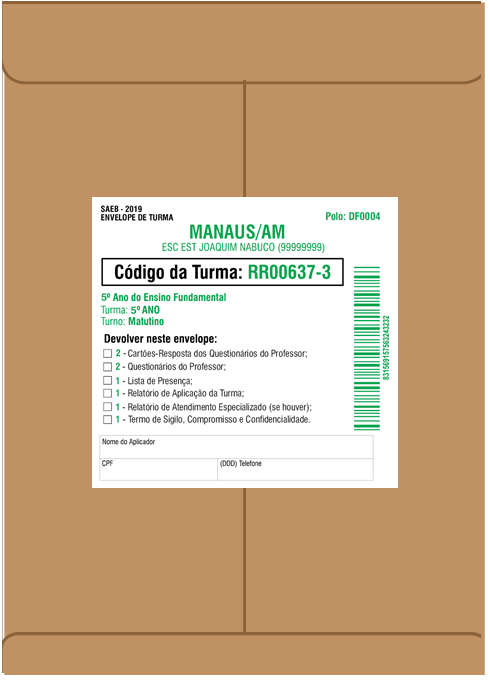 SAEB - 2019
ENVELOPE DE TURMA
Polo: DF0004
MANAUS/AM
ESC EST JOAQUIM NABUCO (99999999)
Código da Turma: RR00637-3
5º Ano do Ensino Fundamental
Turma: 5º ANO
Turno: Matutino
Devolver neste envelope:
2 - Cartões-Resposta dos Questionários do Professor;
2 - Questionários do Professor;
1 - Lista de Presença;
1 - Relatório de Aplicação da Turma;
1 - Relatório de Atendimento Especializado (se houver);
1 - Termo de Sigilo, Compromisso e Confidencialidade.
831569157563243232
Nome do Aplicador
CPF
(DDD) Telefone